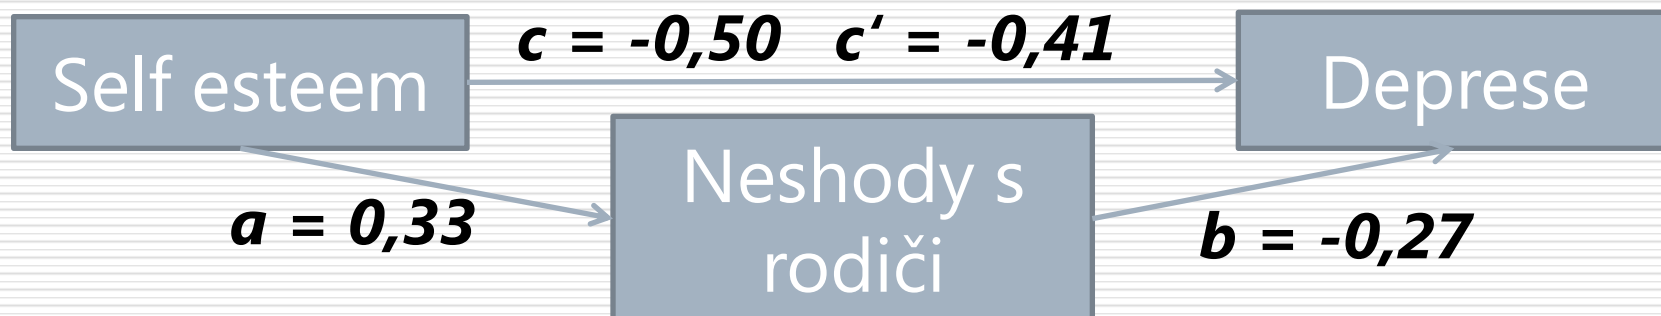 Self esteem
c = -0,50 c‘ = -0,41
Deprese
Neshody s
rodiči
a = 0,33
b = -0,27